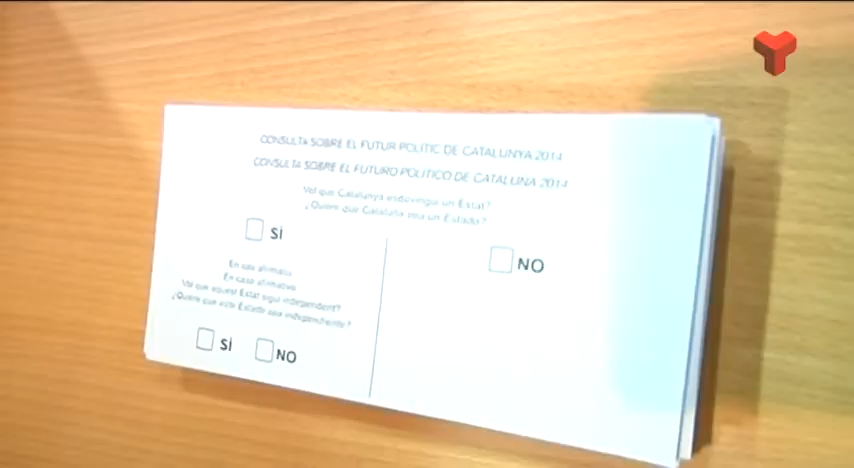 CONSULTA SOBRE EL FUTUR POLÍTIC DE CATALUNYA 2014
CONSULTA SOBRE EL FUTURO POLÍTICO DE CATALUÑA 2014
Vol que Catalunya esdevingui un Estat?
¿Quiere que Cataluña sea un Estado?
SÍ
NO
En cas afirmatiu
En caso afirmativo
Vol que aquest Estat sigui independent?
¿Quiere que este Estado sea independiente?
SÍ NO